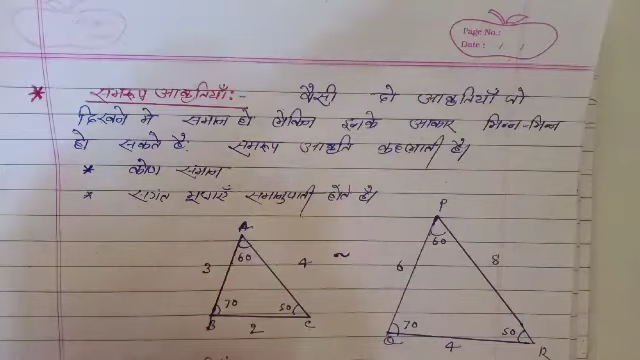 Page No.:
Date : / /
* समरूप आकृतियाँ:- वैसी दो आकृतियाँ जो
दिखने मे समान हो लेकिन इनके आकार भिन्न-भिन्न
हो सकते है. समरूप आकृति कहलाती है।
* कोण समान
* संगत भुजाएँ समानुपाती होते है।
A P
60 60
3 4 ~ 6 8
70 50 70 50
B 2 C Q 4 R